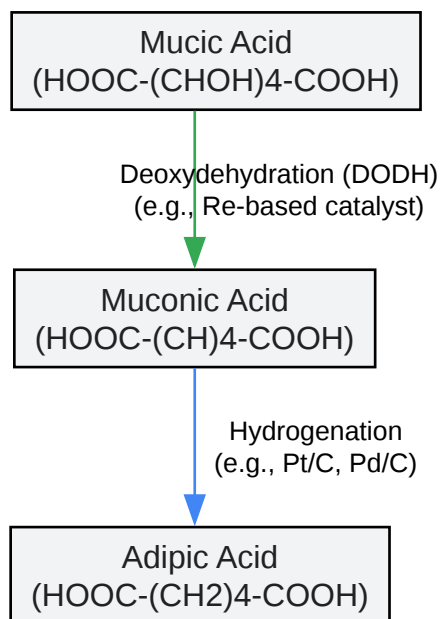 Mucic Acid
(HOOC-(CHOH)4-COOH)
Deoxydehydration (DODH)
(e.g., Re-based catalyst)
Muconic Acid
(HOOC-(CH)4-COOH)
Hydrogenation
(e.g., Pt/C, Pd/C)
Adipic Acid
(HOOC-(CH2)4-COOH)